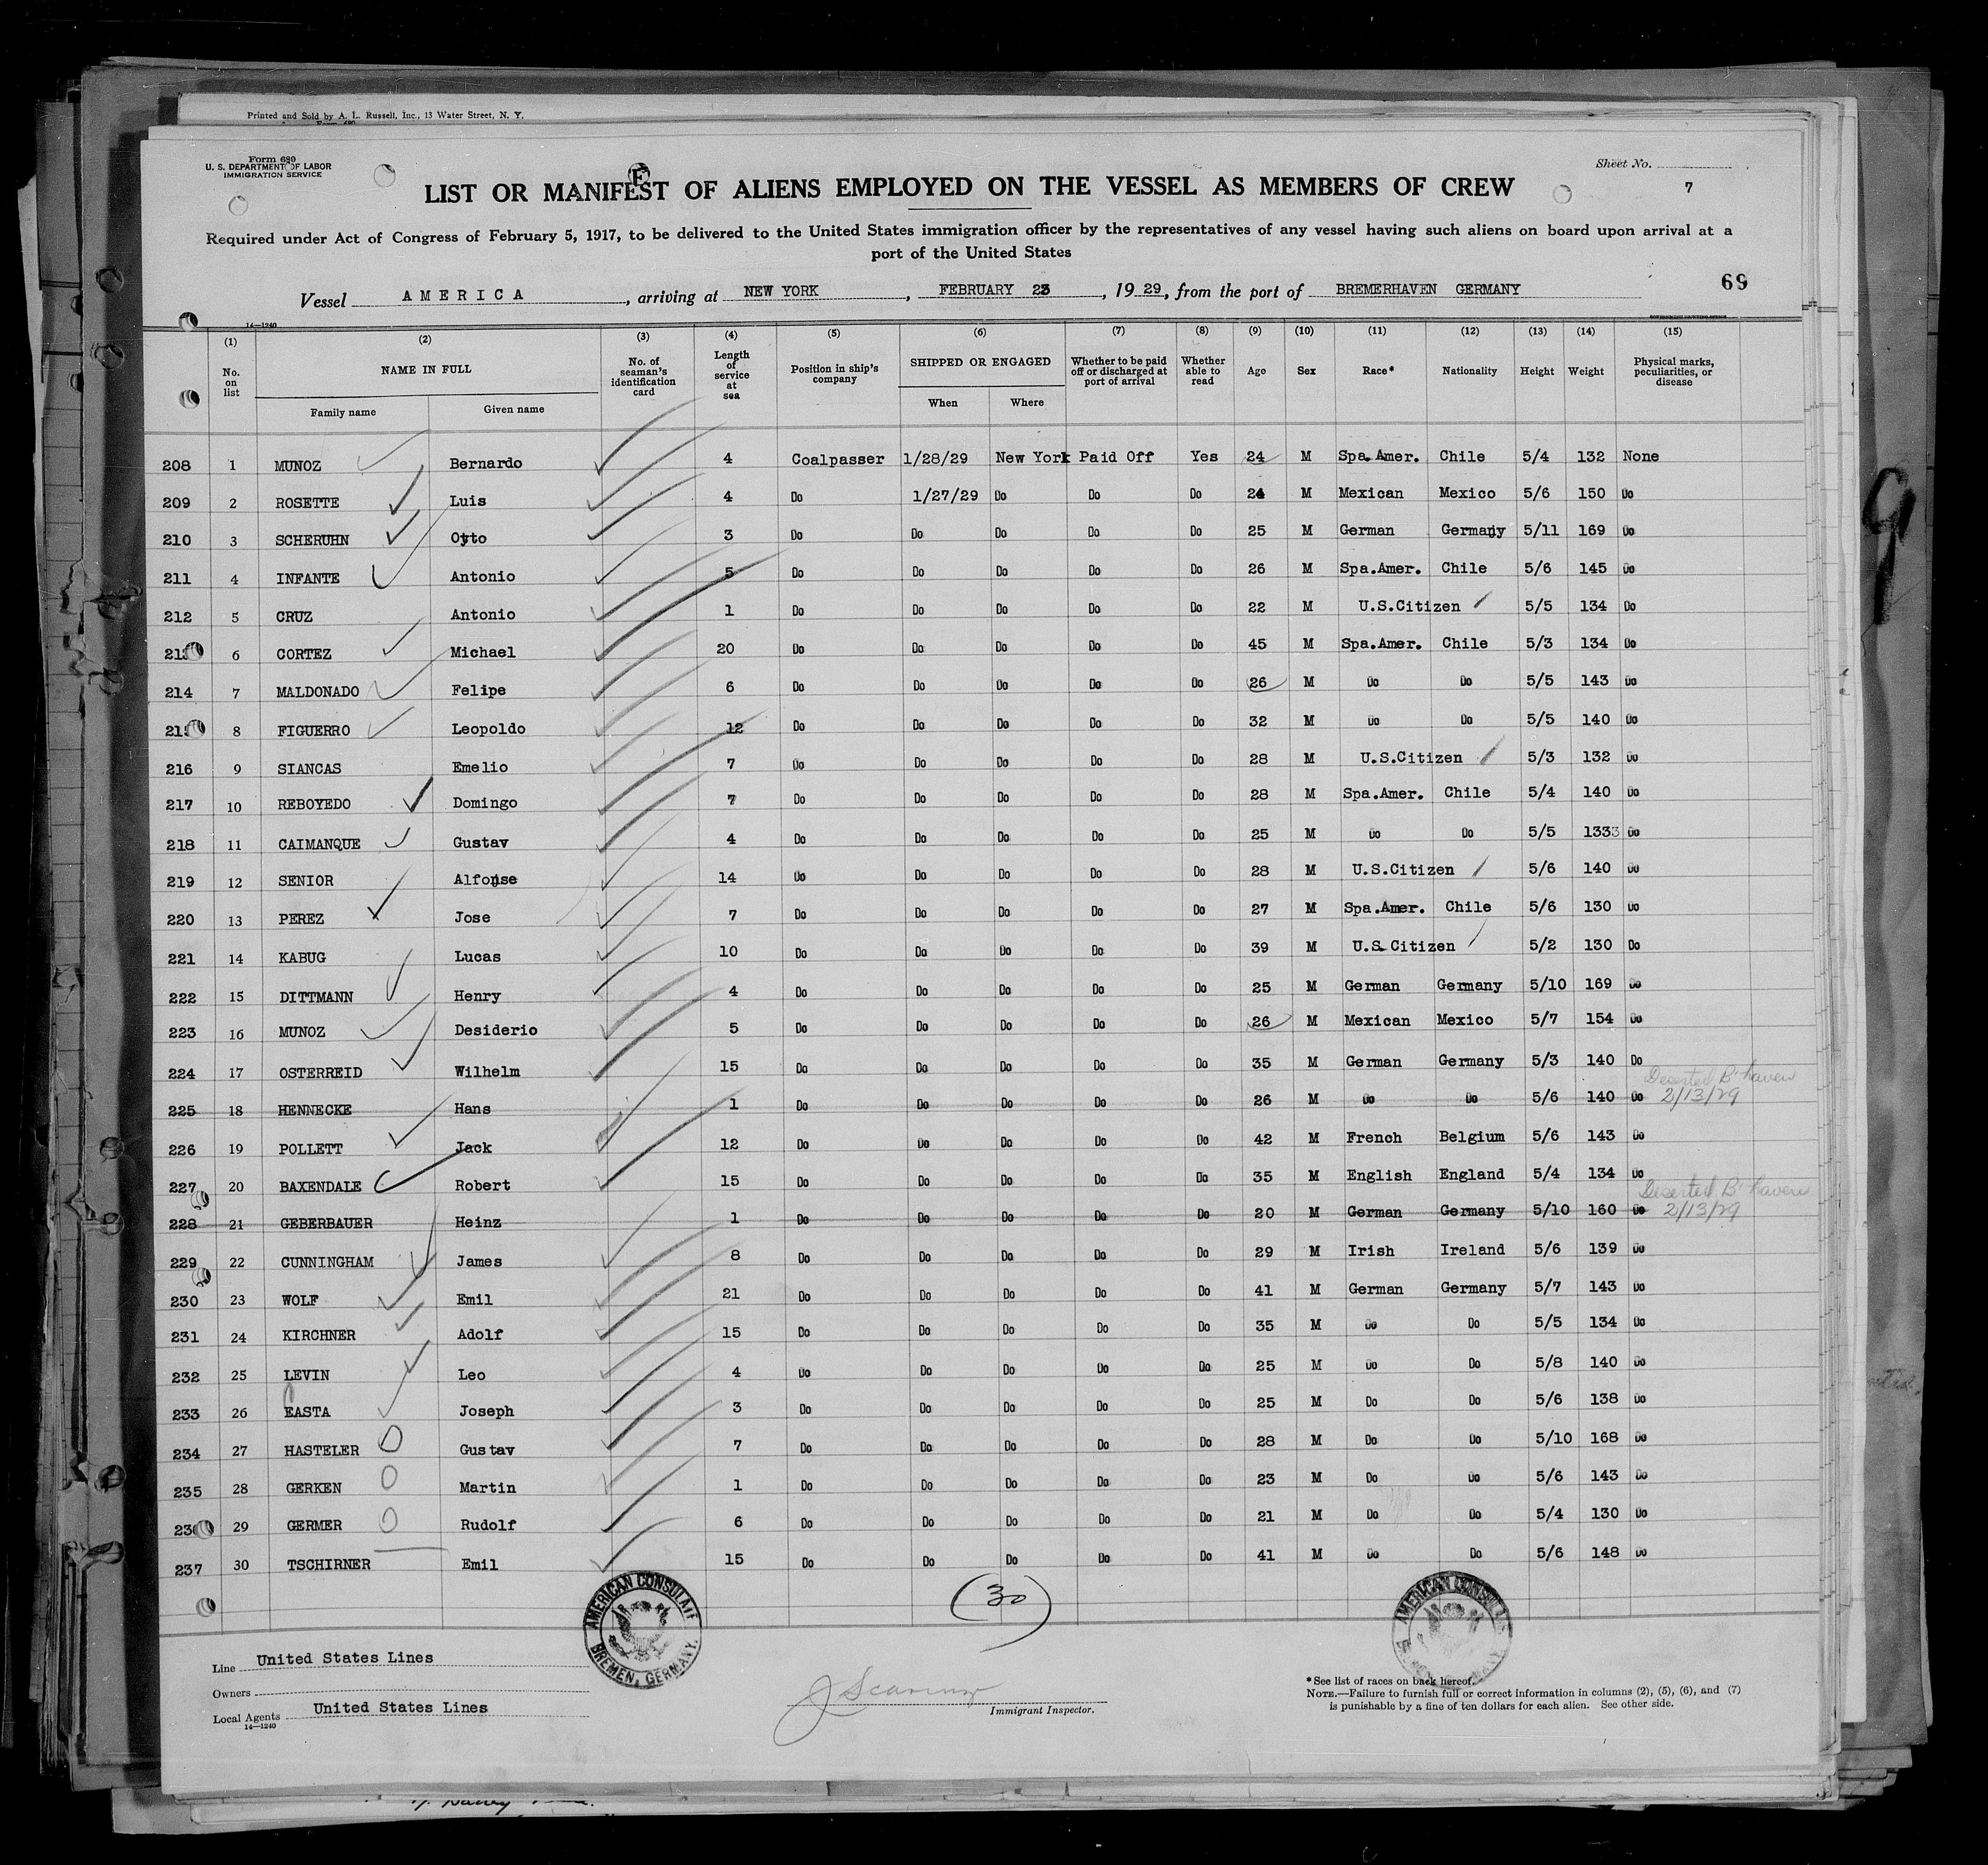 Printed and Sold by A. L. Russell, Inc., 13 Water Street, N. Y.
Form 680
U. S. DEPARTMENT OF LABOR
IMMIGRATION SERVICE
Sheet No.
7
LIST OR MANIFEST OF ALIENS EMPLOYED ON THE VESSEL AS MEMBERS OF CREW
Required under Act of Congress of February 5, 1917, to be delivered to the United States immigration officer by the representatives of any vessel having such aliens on board upon arrival at a
port of the United States
69
Vessel AMERICA, arriving at NEW YORK, FEBRUARY 23, 1929, from the port of BREMERHAVEN GERMANY
14—1240
(1) (2) (3) (4) (5) (6) (7) (8) (9) (10) (11) (12) (13) (14) (15)
No. on list NAME IN FULL No. of seaman's identification card Length of service at sea Position in ship's company SHIPPED OR ENGAGED Whether to be paid off or discharged at port of arrival Whether able to read Age Sex Race* Nationality Height Weight Physical marks, peculiarities, or disease
Family name Given name When Where
208 1 MUNOZ Bernardo 4 Coalpasser 1/28/29 New York Paid Off Yes 24 M Spa.Amer. Chile 5/4 132 None
209 2 ROSETTE Luis 4 Do 1/27/29 Do Do Do 24 M Mexican Mexico 5/6 150 Do
210 3 SCHERUHN Otto 3 Do Do Do Do Do 25 M German Germany 5/11 169 Do
211 4 INFANTE Antonio 5 Do Do Do Do Do 26 M Spa.Amer. Chile 5/6 145 Do
212 5 CRUZ Antonio 1 Do Do Do Do Do 22 M U.S.Citizen 5/5 134 Do
213 6 CORTEZ Michael 20 Do Do Do Do Do 45 M Spa.Amer. Chile 5/3 134 Do
214 7 MALDONADO Felipe 6 Do Do Do Do Do 26 M Do Do 5/5 143 Do
215 8 FIGUERRO Leopoldo 12 Do Do Do Do Do 32 M Do Do 5/5 140 Do
216 9 SIANCAS Emelio 7 Do Do Do Do Do 28 M U.S.Citizen 5/3 132 Do
217 10 REBOYEDO Domingo 7 Do Do Do Do Do 28 M Spa.Amer. Chile 5/4 140 Do
218 11 CAIMANQUE Gustav 4 Do Do Do Do Do 25 M Do Do 5/5 1333 Do
219 12 SENIOR Alfonse 14 Do Do Do Do Do 28 M U.S.Citizen 5/6 140 Do
220 13 PEREZ Jose 7 Do Do Do Do Do 27 M Spa.Amer. Chile 5/6 130 Do
221 14 KABUG Lucas 10 Do Do Do Do Do 39 M U.S.Citizen 5/2 130 Do
222 15 DITTMANN Henry 4 Do Do Do Do Do 25 M German Germany 5/10 169 Do
223 16 MUNOZ Desiderio 5 Do Do Do Do Do 26 M Mexican Mexico 5/7 154 Do
224 17 OSTERREID Wilhelm 15 Do Do Do Do Do 35 M German Germany 5/3 140 Do
Deserted B'haven
225 18 HENNECKE Hans 1 Do Do Do Do Do 26 M Do Do 5/6 140 Do 2/13/29
226 19 POLLETT Jack 12 Do Do Do Do Do 42 M French Belgium 5/6 143 Do
227 20 BAXENDALE Robert 15 Do Do Do Do Do 35 M English England 5/4 134 Do
Deserted B'haven
228 21 GEBERBAUER Heinz 1 Do Do Do Do Do 20 M German Germany 5/10 160 Do 2/13/29
229 22 CUNNINGHAM James 8 Do Do Do Do Do 29 M Irish Ireland 5/6 139 Do
230 23 WOLF Emil 21 Do Do Do Do Do 41 M German Germany 5/7 143 Do
231 24 KIRCHNER Adolf 15 Do Do Do Do Do 35 M Do Do 5/5 134 Do
232 25 LEVIN Leo 4 Do Do Do Do Do 25 M Do Do 5/8 140 Do
233 26 EASTA Joseph 3 Do Do Do Do Do 25 M Do Do 5/6 138 Do
234 27 HASTELER Gustav 7 Do Do Do Do Do 28 M Do Do 5/10 168 Do
235 28 GERKEN Martin 1 Do Do Do Do Do 23 M Do Do 5/6 143 Do
236 29 GERMER Rudolf 6 Do Do Do Do Do 21 M Do Do 5/4 130 Do
237 30 TSCHIRNER Emil 15 Do Do Do Do Do 41 M Do Do 5/6 148 Do
(30)
AMERICAN CONSULATE BREMEN, GERMANY.
AMERICAN CONSULATE BREMEN, GERMANY
Line United States Lines
Owners
Local Agents United States Lines
14—1240
Immigrant Inspector.
*See list of races on back hereof.
NOTE.—Failure to furnish full or correct information in columns (2), (5), (6), and (7)
is punishable by a fine of ten dollars for each alien. See other side.
9